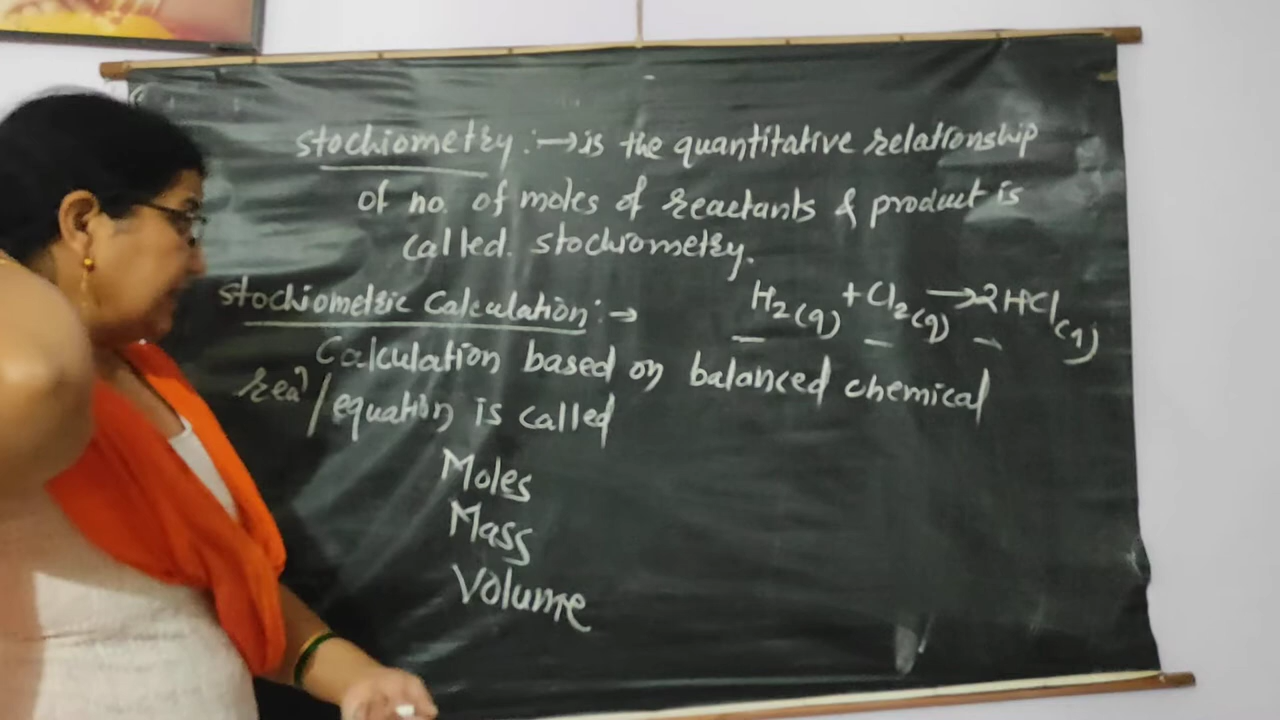 stochiometry :→ is the quantitative relationship
of no. of moles of reactants & product is
called. stochiometry.
stochiometric Calculation :→
H2(g) + Cl2(g) → 2HCl(g)
Calculation based on balanced chemical
rea^n / equation is called
Moles
Mass
Volume